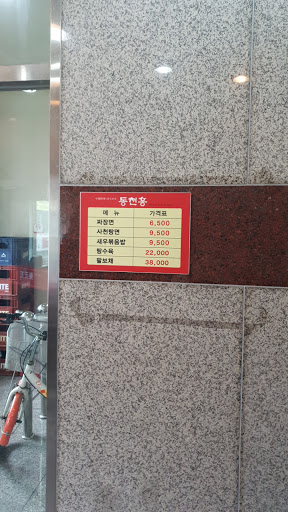 동천홍
메 뉴 가격표
짜장면 6,500
사천탕면 9,500
새우볶음밥 9,500
탕수육 22,000
팔보채 38,000